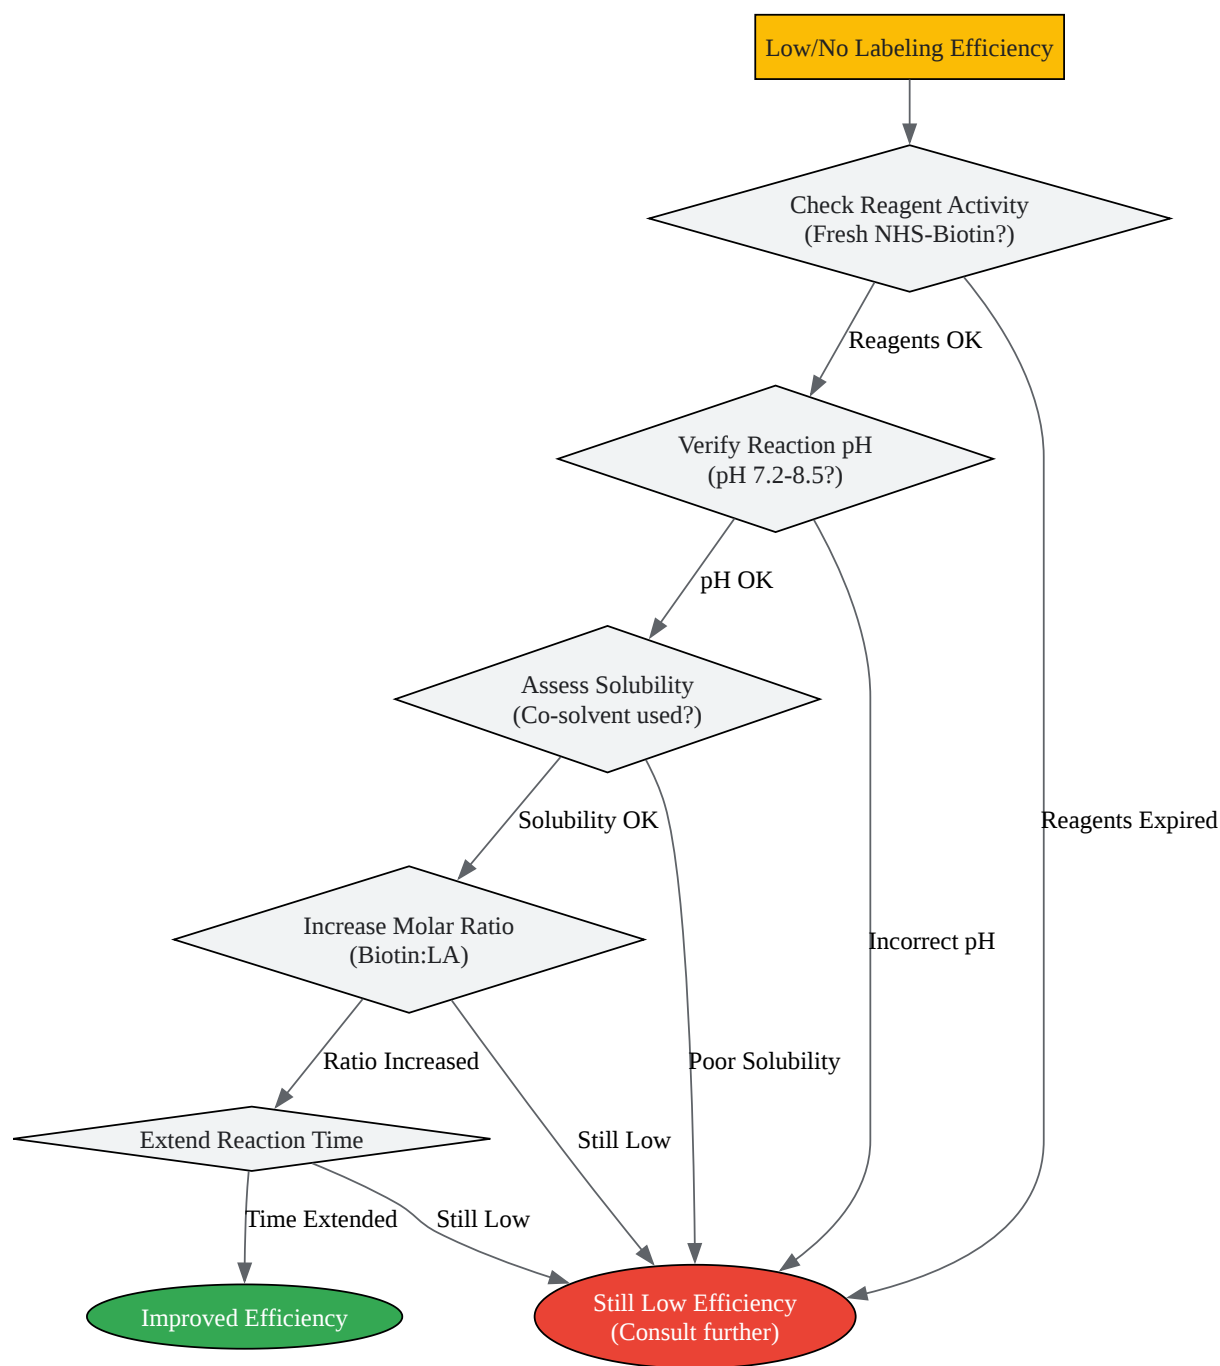 Low/No Labeling Efficiency
Check Reagent Activity
(Fresh NHS-Biotin?)
Reagents OK
Verify Reaction pH
(pH 7.2-8.5?)
pH OK
Assess Solubility
(Co-solvent used?)
Solubility OK
Reagents Expired
Increase Molar Ratio
(Biotin:LA)
Incorrect pH
Ratio Increased
Poor Solubility
Extend Reaction Time
Still Low
Time Extended
Still Low
Improved Efficiency
Still Low Efficiency
(Consult further)